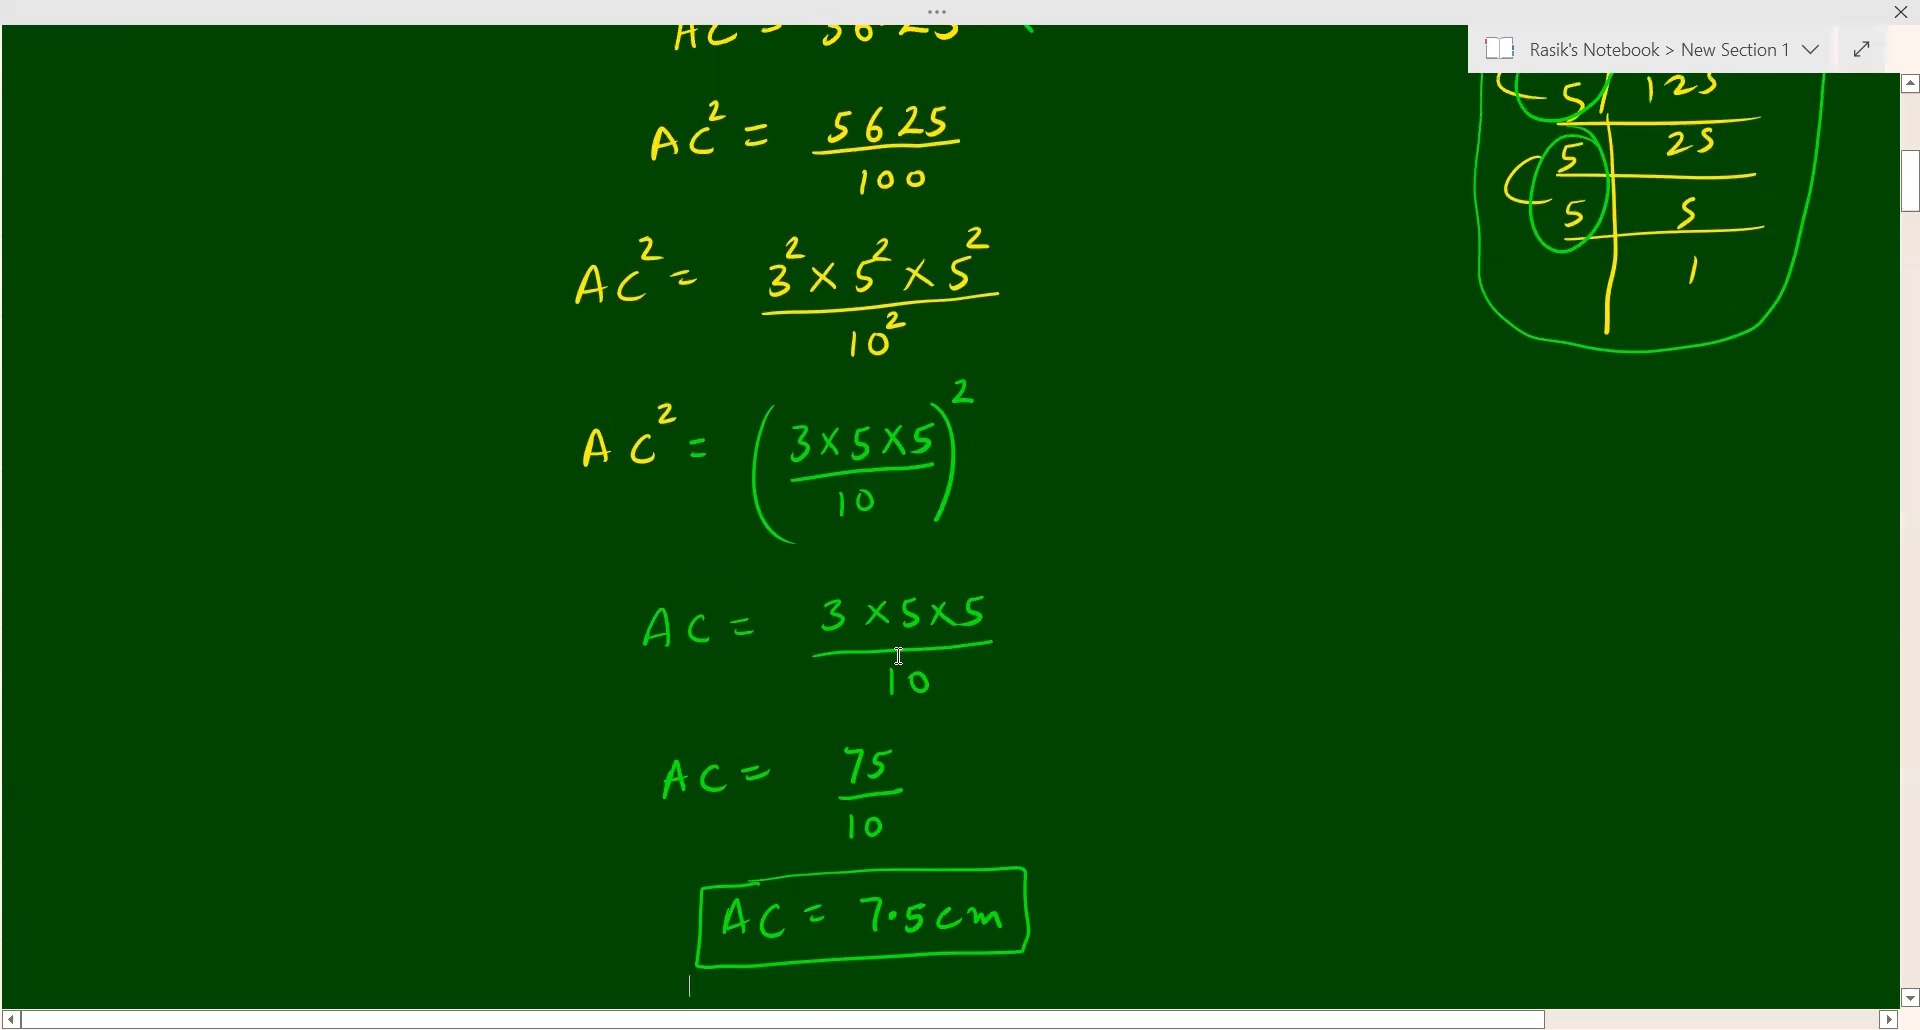 Rasik's Notebook > New Section 1
AC² = 5625
100
AC² = 3² × 5² × 5²
10²
AC² = (3 × 5 × 5)²
10
AC = 3 × 5 × 5
10
AC = 75
10
AC = 7.5 cm
5 125
5 25
5 5
1